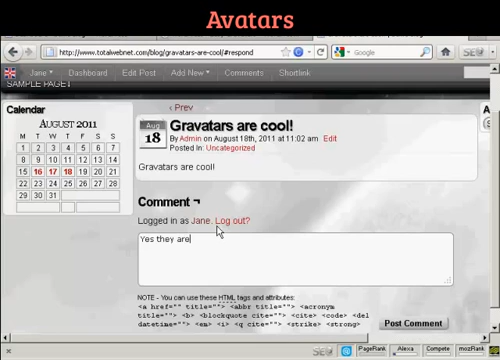 Avatars
http://www.totalwebnet.com/blog/gravatars-are-cool/#respond
Google
Jane
Dashboard
Edit Post
Add New
Comments
Shortlink
SAMPLE PAGE1
Calendar
AUGUST 2011
M T W T F S S
1 2 3 4 5 6 7
8 9 10 11 12 13 14
15 16 17 18 19 20 21
22 23 24 25 26 27 28
29 30 31
‹ Prev
Aug
18
Gravatars are cool!
By Admin on August 18th, 2011 at 11:02 am Edit
Posted In: Uncategorized
Gravatars are cool!
Comment ¬
Logged in as Jane. Log out?
Yes they are
NOTE - You can use these HTML tags and attributes:
<a href="" title=""> <abbr title=""> <acronym
title=""> <b> <blockquote cite=""> <cite> <code> <del
datetime=""> <em> <i> <q cite=""> <strike> <strong>
Post Comment
PageRank
Alexa
Compete
mozRank